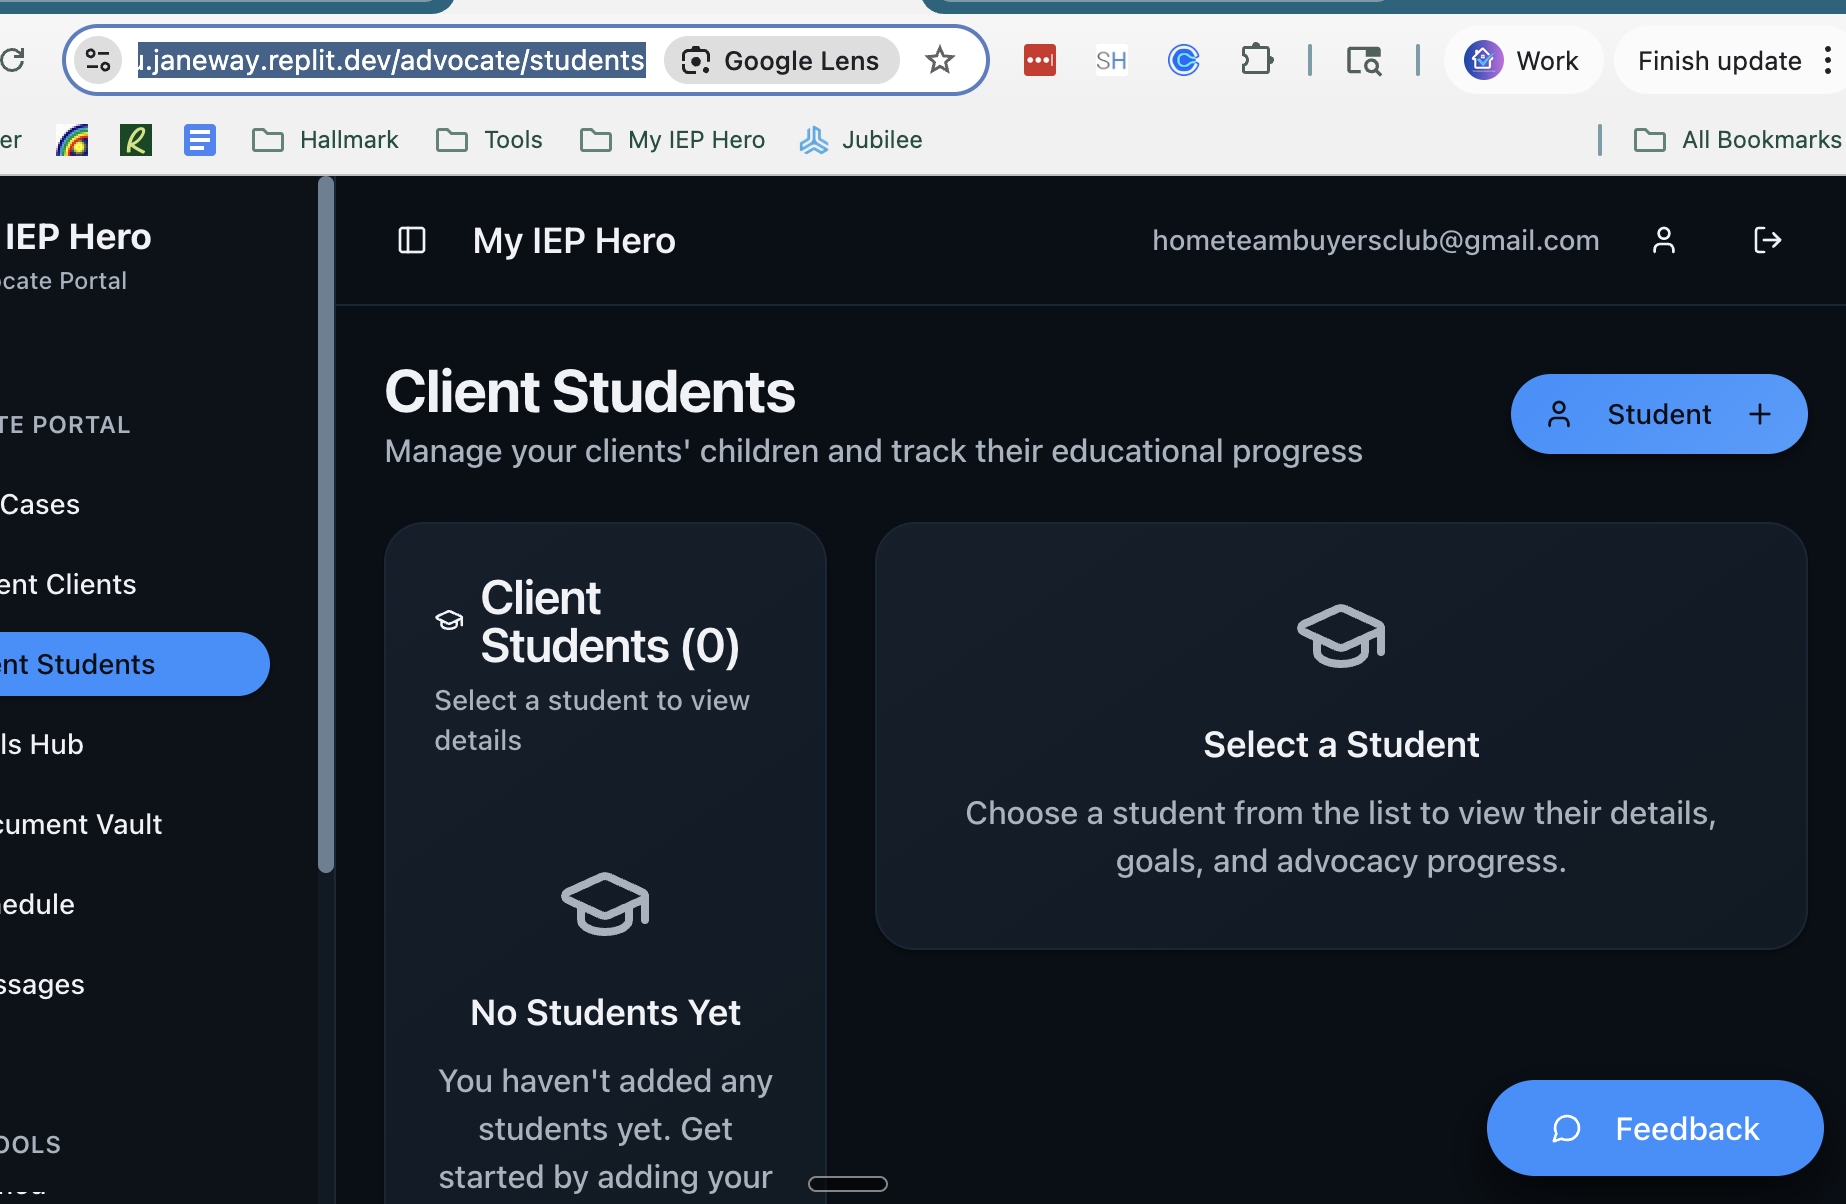 u.janeway.replit.dev/advocate/students
Google Lens
SH
Work
Finish update
er
R
Hallmark
Tools
My IEP Hero
Jubilee
All Bookmarks
IEP Hero
cate Portal
TE PORTAL
Cases
ent Clients
nt Students
ls Hub
cument Vault
edule
ssages
OOLS
My IEP Hero
hometeambuyersclub@gmail.com
Client Students
Manage your clients' children and track their educational progress
Student +
Client
Students (0)
Select a student to view
details
No Students Yet
You haven't added any
students yet. Get
started by adding your
Select a Student
Choose a student from the list to view their details,
goals, and advocacy progress.
Feedback